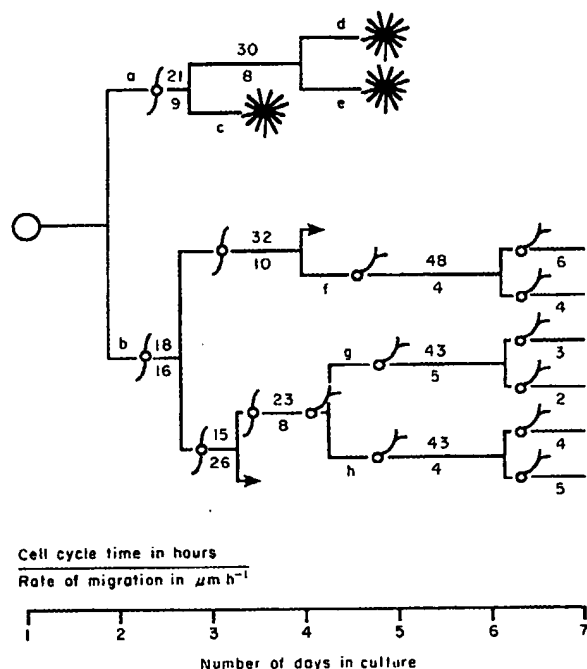 d
30
a
21
8
9
c
e
32
10
48
6
f
4
4
b
18
16
g
43
3
5
2
23
8
15
26
43
4
h
4
5
Cell cycle time in hours
Rate of migration in µm h⁻¹
1 2 3 4 5 6 7
Number of days in culture